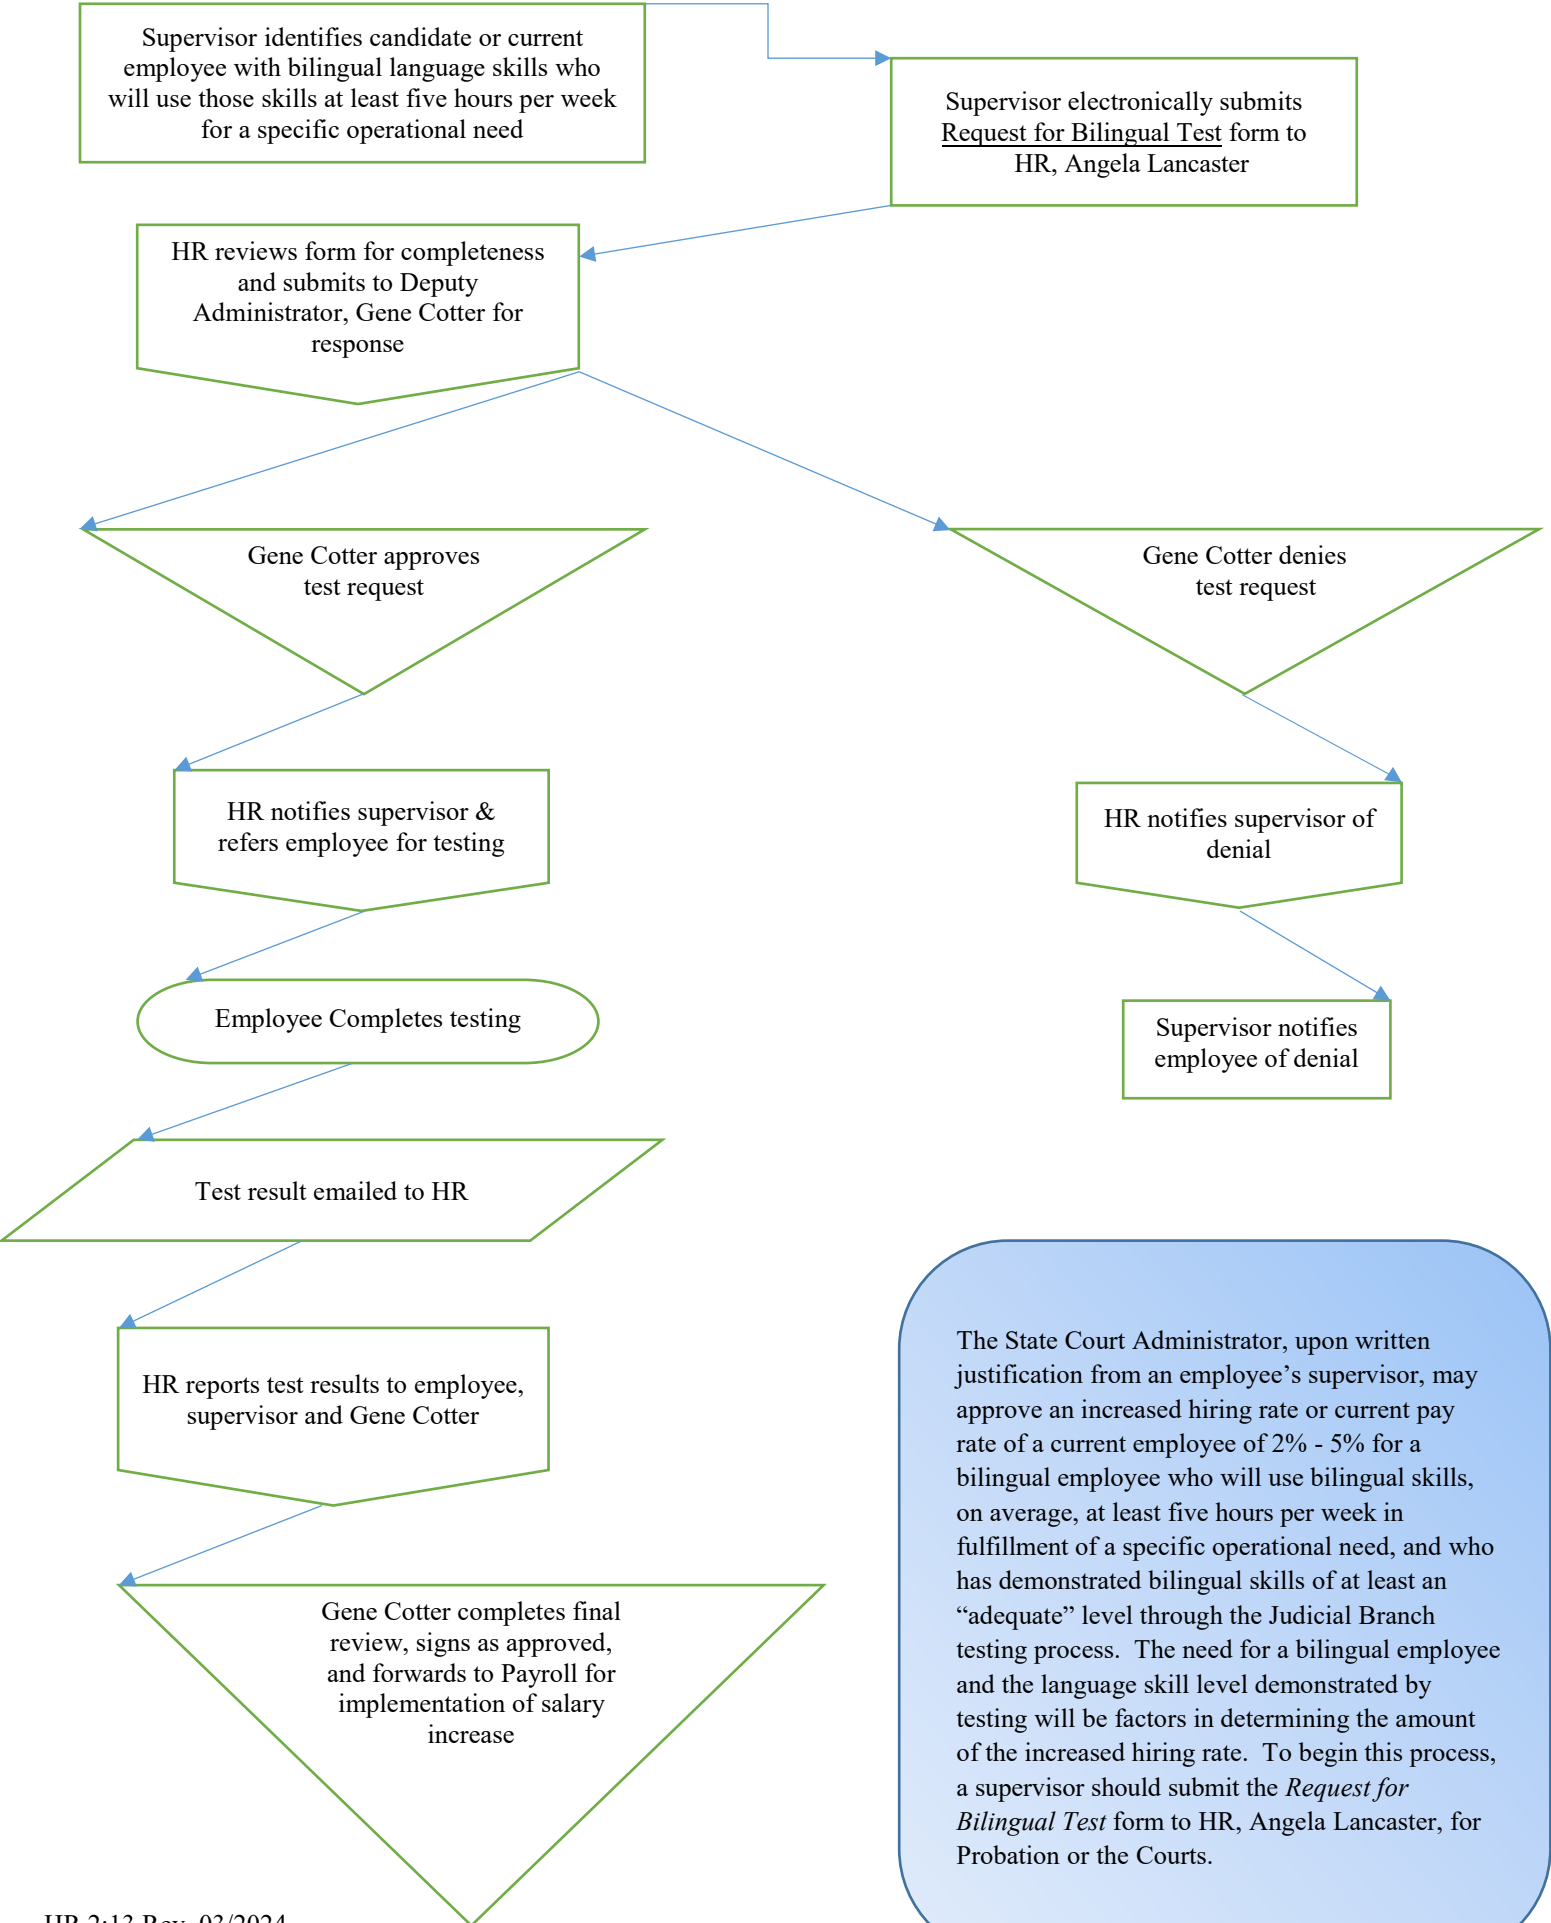 Supervisor identifies candidate or current
employee with bilingual language skills who
will use those skills at least five hours per week
for a specific operational need
Supervisor electronically submits
Request for Bilingual Test form to
HR, Angela Lancaster
HR reviews form for completeness
and submits to Deputy
Administrator, Gene Cotter for
response
Gene Cotter approves
test request
Gene Cotter denies
test request
HR notifies supervisor &
refers employee for testing
HR notifies supervisor of
denial
Employee Completes testing
Supervisor notifies
employee of denial
Test result emailed to HR
HR reports test results to employee,
supervisor and Gene Cotter
Gene Cotter completes final
review, signs as approved,
and forwards to Payroll for
implementation of salary
increase
The State Court Administrator, upon written
justification from an employee’s supervisor, may
approve an increased hiring rate or current pay
rate of a current employee of 2% - 5% for a
bilingual employee who will use bilingual skills,
on average, at least five hours per week in
fulfillment of a specific operational need, and who
has demonstrated bilingual skills of at least an
“adequate” level through the Judicial Branch
testing process.  The need for a bilingual employee
and the language skill level demonstrated by
testing will be factors in determining the amount
of the increased hiring rate.  To begin this process,
a supervisor should submit the Request for
Bilingual Test form to HR, Angela Lancaster, for
Probation or the Courts.
HR 2:13 Rev. 03/2024